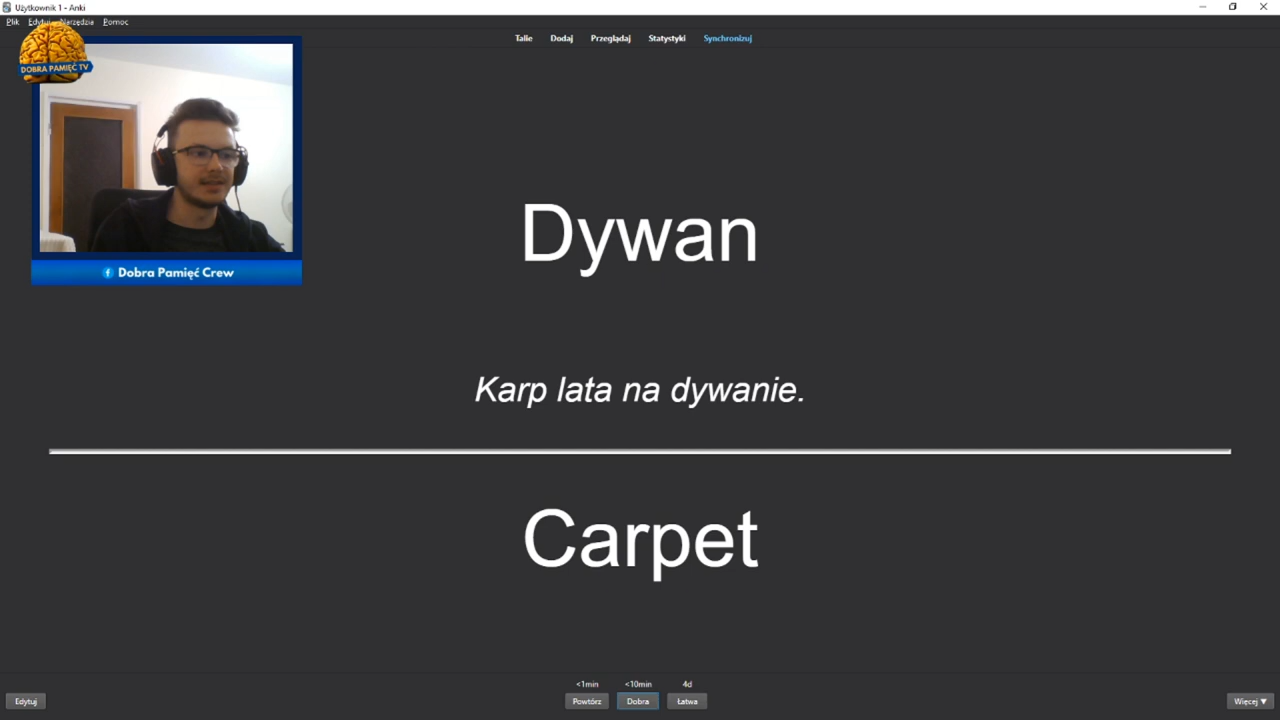 Użytkownik 1 - Anki
Plik Edytuj Narzędzia Pomoc
Talie Dodaj Przeglądaj Statystyki Synchronizuj
DOBRA PAMIĘĆ TV
Dobra Pamięć Crew
Dywan
Karp lata na dywanie.
Carpet
<1min <10min 4d
Edytuj Powtórz Dobra Łatwa Więcej ▼